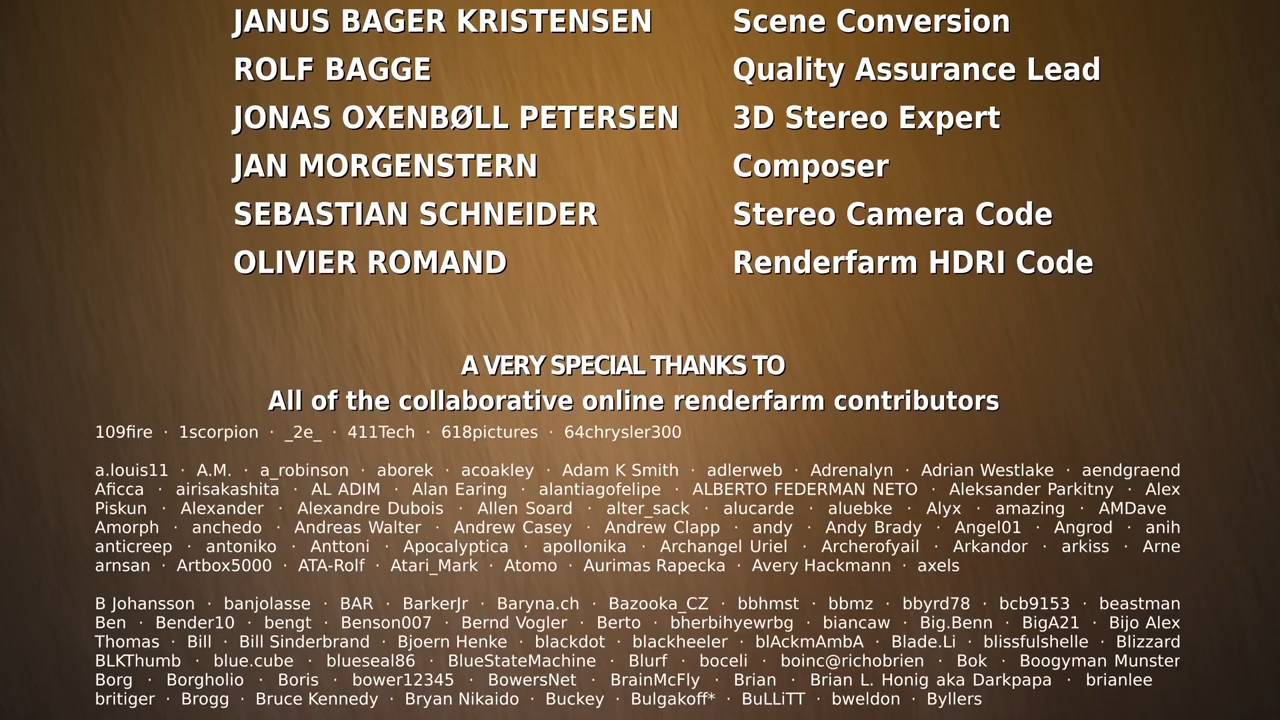 JANUS BAGER KRISTENSEN Scene Conversion
ROLF BAGGE Quality Assurance Lead
JONAS OXENBØLL PETERSEN 3D Stereo Expert
JAN MORGENSTERN Composer
SEBASTIAN SCHNEIDER Stereo Camera Code
OLIVIER ROMAND Renderfarm HDRI Code
A VERY SPECIAL THANKS TO
All of the collaborative online renderfarm contributors
109fire · 1scorpion · _2e_ · 411Tech · 618pictures · 64chrysler300
a.louis11 · A.M. · a_robinson · aborek · acoakley · Adam K Smith · adlerweb · Adrenalyn · Adrian Westlake · aendgraend
Aficca · airisakashita · AL ADIM · Alan Earing · alantiagofelipe · ALBERTO FEDERMAN NETO · Aleksander Parkitny · Alex
Piskun · Alexander · Alexandre Dubois · Allen Soard · alter_sack · alucarde · aluebke · Alyx · amazing · AMDave
Amorph · anchedo · Andreas Walter · Andrew Casey · Andrew Clapp · andy · Andy Brady · Angel01 · Angrod · anih
anticreep · antoniko · Anttoni · Apocalyptica · apollonika · Archangel Uriel · Archerofyail · Arkandor · arkiss · Arne
arnsan · Artbox5000 · ATA-Rolf · Atari_Mark · Atomo · Aurimas Rapecka · Avery Hackmann · axels
B Johansson · banjolasse · BAR · BarkerJr · Baryna.ch · Bazooka_CZ · bbhmst · bbmz · bbyrd78 · bcb9153 · beastman
Ben · Bender10 · bengt · Benson007 · Bernd Vogler · Berto · bherbihyewrbg · biancaw · Big.Benn · BigA21 · Bijo Alex
Thomas · Bill · Bill Sinderbrand · Bjoern Henke · blackdot · blackheeler · blAckmAmbA · Blade.Li · blissfulshelle · Blizzard
BLKThumb · blue.cube · blueseal86 · BlueStateMachine · Blurf · boceli · boinc@richobrien · Bok · Boogyman Munster
Borg · Borgholio · Boris · bower12345 · BowersNet · BrainMcFly · Brian · Brian L. Honig aka Darkpapa · brianlee
britiger · Brogg · Bruce Kennedy · Bryan Nikaido · Buckey · Bulgakoff* · BuLLiTT · bweldon · Byllers